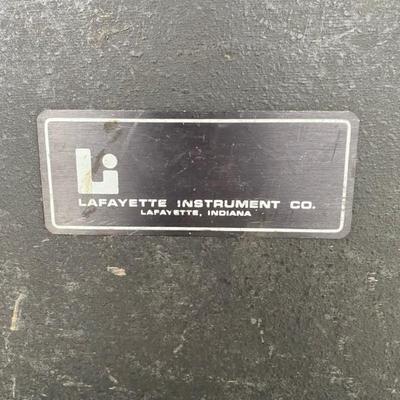 Li
LAFAYETTE INSTRUMENT CO.
LAFAYETTE, INDIANA